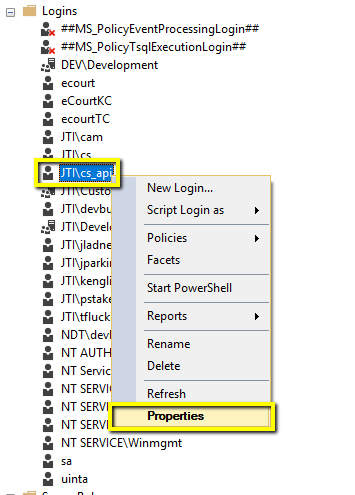 Logins
##MS_PolicyEventProcessingLogin##
##MS_PolicyTsqlExecutionLogin##
DEV\Development
ecourt
eCourtKC
ecourtTC
JTI\cam
JTI\cs
JTI\cs_api
JTI\Custo
JTI\devbu
JTI\Develo
JTI\jladne
JTI\jparkin
JTI\kengli
JTI\pstake
JTI\tfluck
NDT\devl
NT AUTH
NT Servic
NT SERVIC
NT SERVI
NT SERVI
NT SERVICE\Winmgmt
sa
uinta
New Login...
Script Login as
Policies
Facets
Start PowerShell
Reports
Rename
Delete
Refresh
Properties